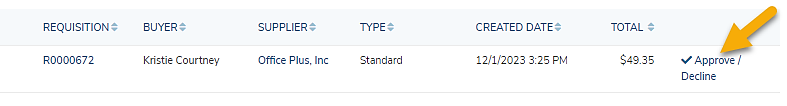 REQUISITION BUYER SUPPLIER TYPE CREATED DATE TOTAL
R0000672 Kristie Courtney Office Plus, Inc Standard 12/1/2023 3:25 PM $49.35 Approve /
Decline